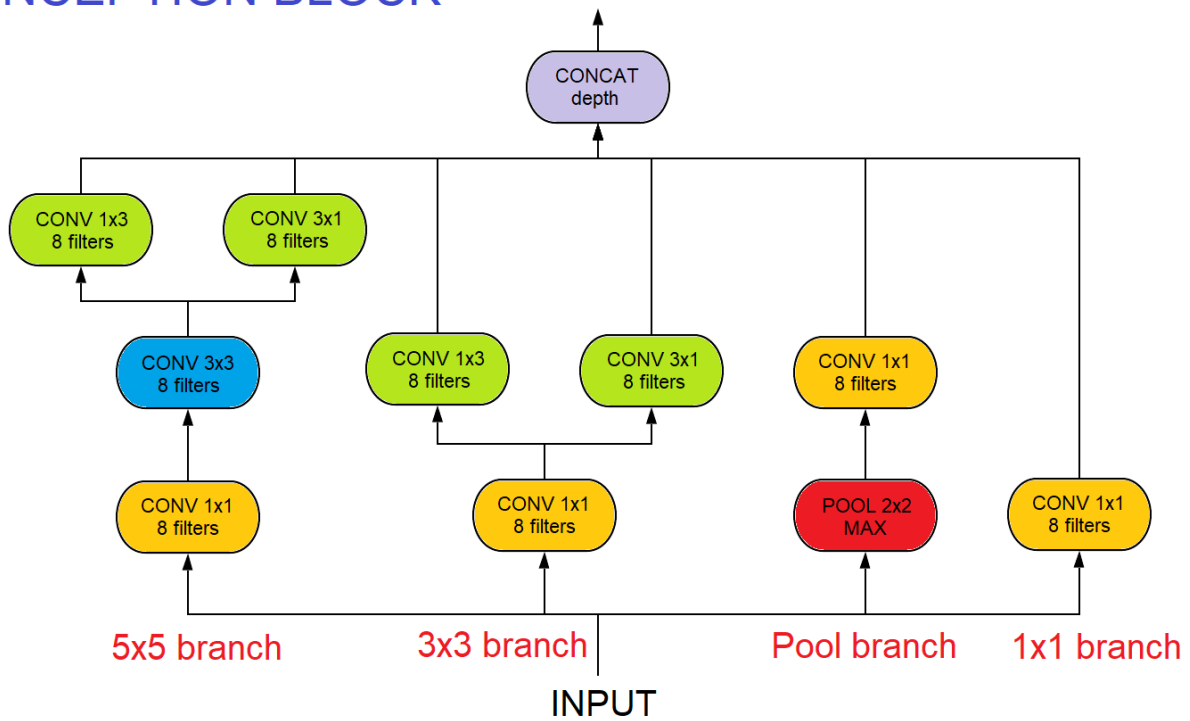 NCEPTION BLOCK
CONCAT
depth
CONV 1x3
8 filters
CONV 3x1
8 filters
CONV 3x3
8 filters
CONV 1x3
8 filters
CONV 3x1
8 filters
CONV 1x1
8 filters
CONV 1x1
8 filters
CONV 1x1
8 filters
POOL 2x2
MAX
CONV 1x1
8 filters
5x5 branch
3x3 branch
Pool branch
1x1 branch
INPUT